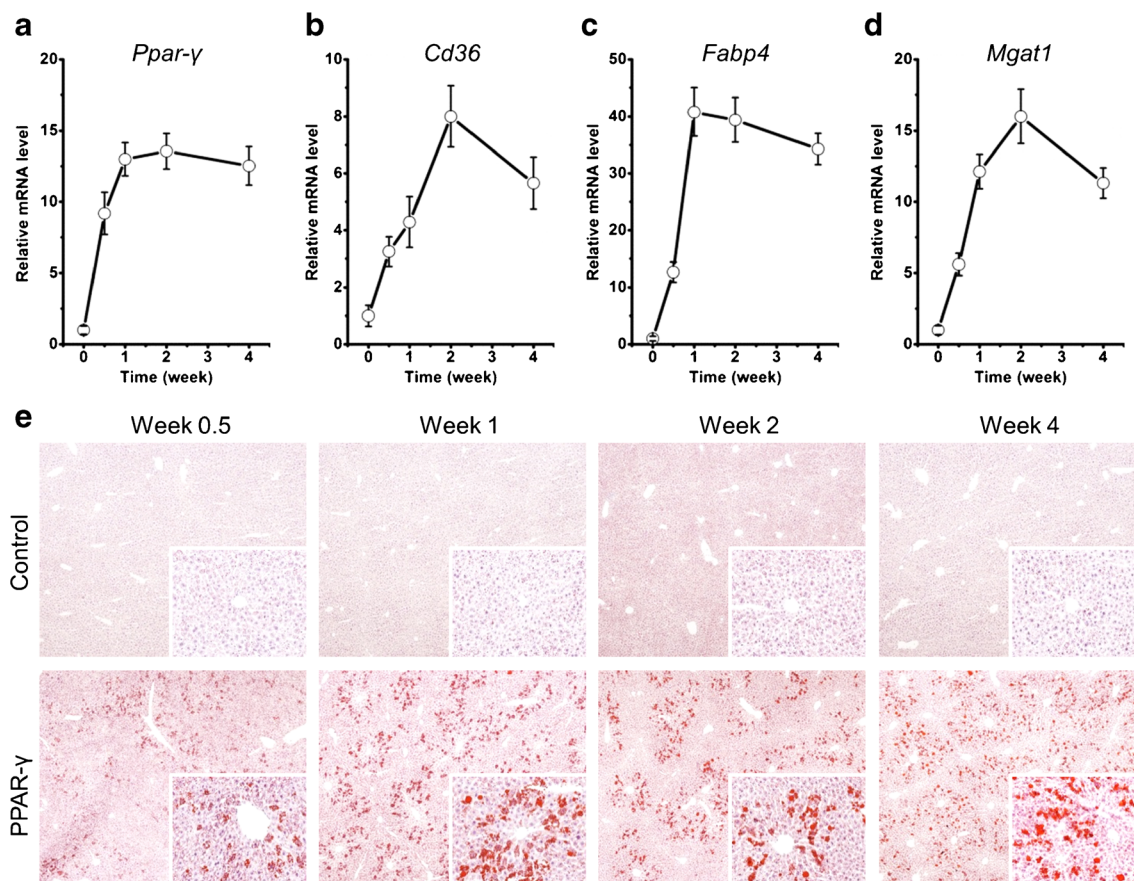 a
Ppar-γ
20
15
10
5
0
Relative mRNA level
0 1 2 3 4
Time (week)
b
Cd36
10
8
6
4
2
0
Relative mRNA level
0 1 2 3 4
Time (week)
c
Fabp4
50
40
30
20
10
0
Relative mRNA level
0 1 2 3 4
Time (week)
d
Mgat1
20
15
10
5
0
Relative mRNA level
0 1 2 3 4
Time (week)
e
Week 0.5 Week 1 Week 2 Week 4
Control
PPAR-γ